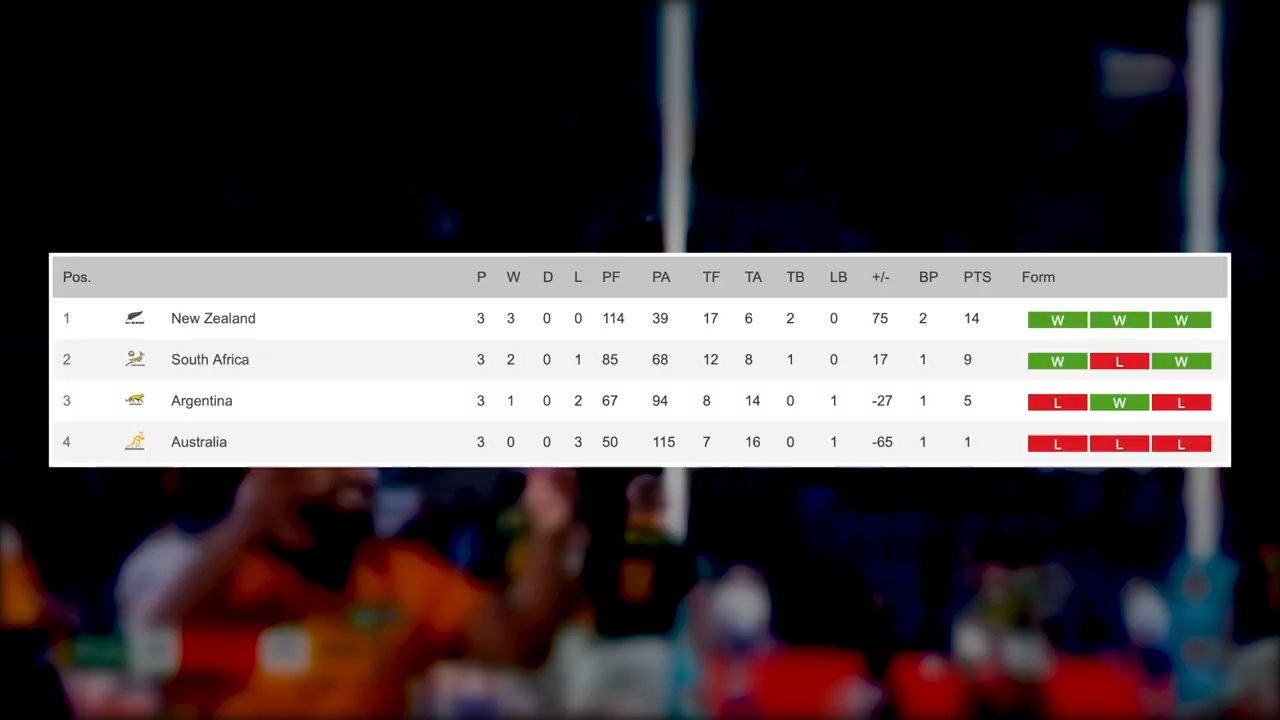 Pos. P W D L PF PA TF TA TB LB +/- BP PTS Form
1 New Zealand 3 3 0 0 114 39 17 6 2 0 75 2 14 W W W
2 South Africa 3 2 0 1 85 68 12 8 1 0 17 1 9 W L W
3 Argentina 3 1 0 2 67 94 8 14 0 1 -27 1 5 L W L
4 Australia 3 0 0 3 50 115 7 16 0 1 -65 1 1 L L L